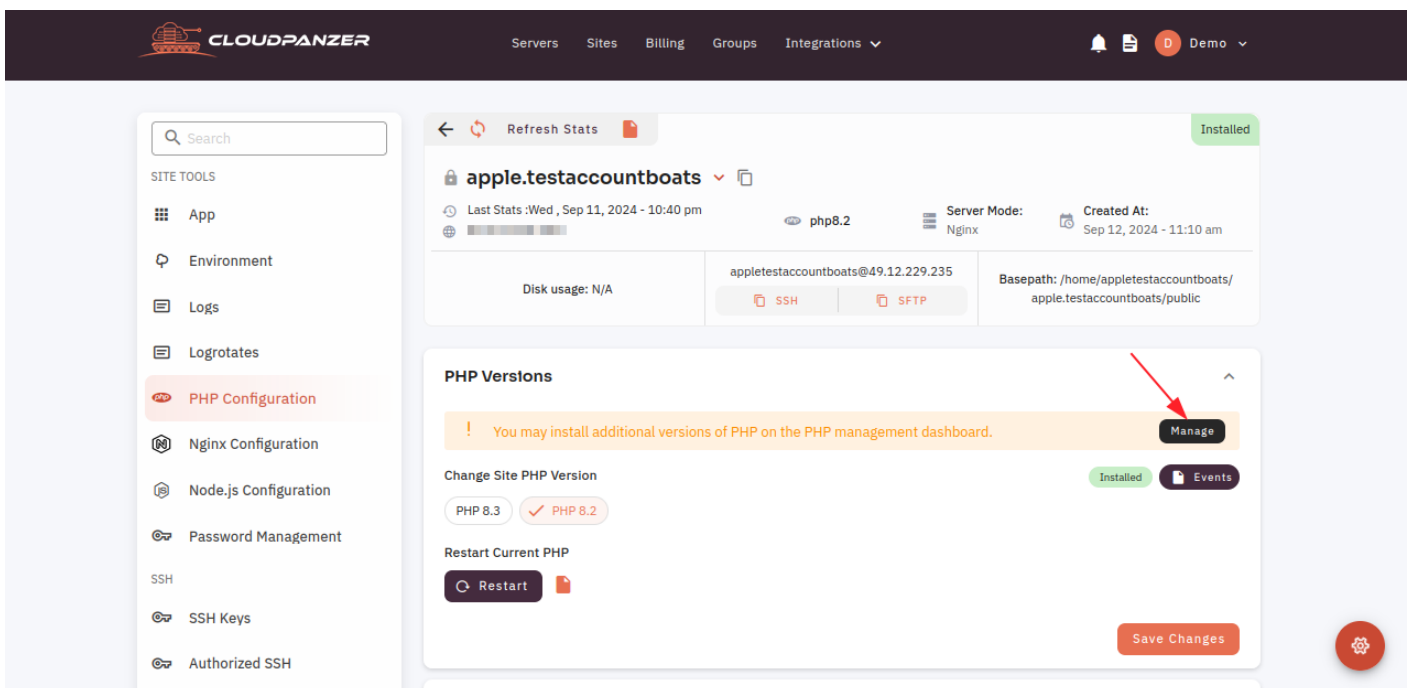 CLOUDPANZER
Servers Sites Billing Groups Integrations
D Demo
Search
SITE TOOLS
App
Environment
Logs
Logrotates
php PHP Configuration
Nginx Configuration
Node.js Configuration
Password Management
SSH
SSH Keys
Authorized SSH
Refresh Stats
Installed
apple.testaccountboats
Last Stats :Wed , Sep 11, 2024 - 10:40 pm
php php8.2
Server Mode:
Nginx
Created At:
Sep 12, 2024 - 11:10 am
Disk usage: N/A
appletestaccountboats@49.12.229.235
SSH SFTP
Basepath: /home/appletestaccountboats/
apple.testaccountboats/public
PHP Versions
! You may install additional versions of PHP on the PHP management dashboard. Manage
Change Site PHP Version
Installed Events
PHP 8.3 PHP 8.2
Restart Current PHP
Restart
Save Changes